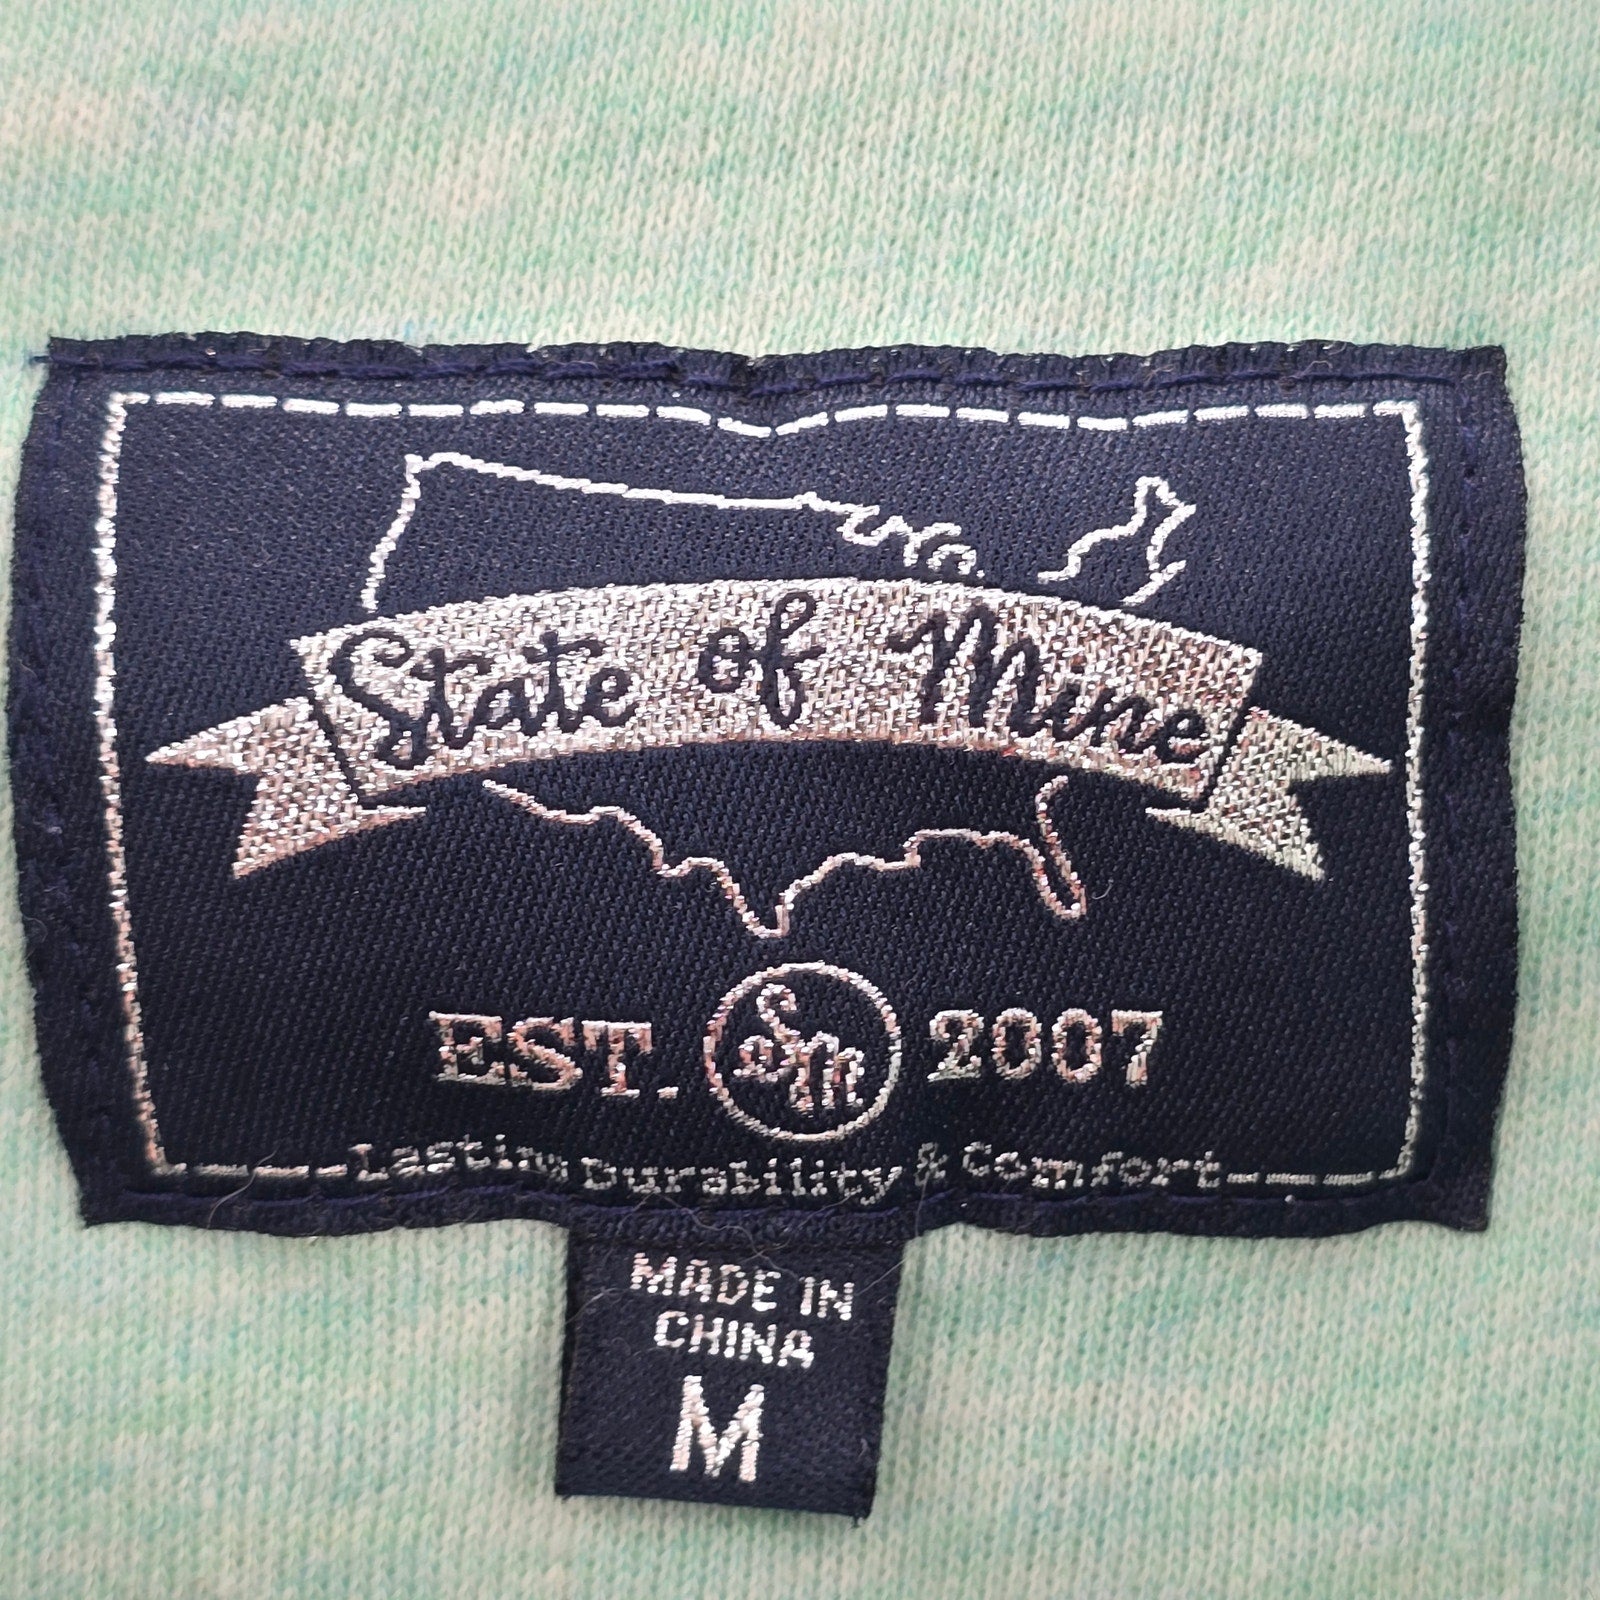 State of Mine
EST. SM 2007
Lasting Durability & Comfort
MADE IN
CHINA
M